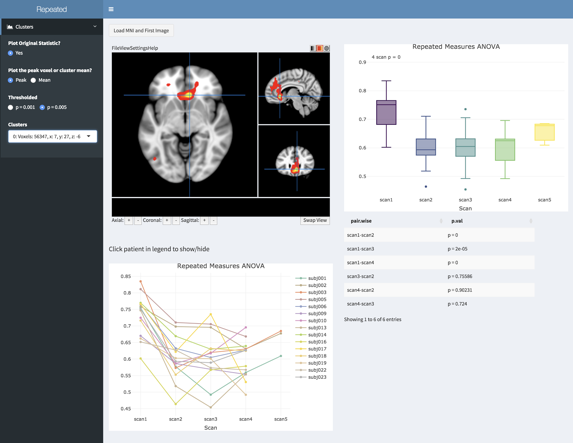 Repeated
Clusters
Plot Original Statistic?
Yes
Plot the peak voxel or cluster mean?
Peak Mean
Thresholded
p = 0.001 p = 0.005
Clusters
0: Voxels: 56347, x: 7, y: 27, z: -6
Load MNI and First Image
FileViewSettingsHelp
Axial: + - Coronal: + - Sagittal: + - Swap View
Click patient in legend to show/hide
Repeated Measures ANOVA
0.85
0.8
0.75
0.7
0.65
0.6
0.55
0.5
0.45
scan1 scan2 scan3 scan4 scan5
Scan
subj001
subj002
subj003
subj005
subj006
subj009
subj010
subj013
subj014
subj016
subj017
subj018
subj019
subj022
subj023
Repeated Measures ANOVA
4 scan p = 0
0.9
0.8
0.7
0.6
0.5
scan1 scan2 scan3 scan4 scan5
Scan
pair.wise p.val
scan1-scan2 p = 0
scan1-scan3 p = 2e-05
scan1-scan4 p = 0
scan3-scan2 p = 0.75586
scan4-scan2 p = 0.90231
scan4-scan3 p = 0.724
Showing 1 to 6 of 6 entries